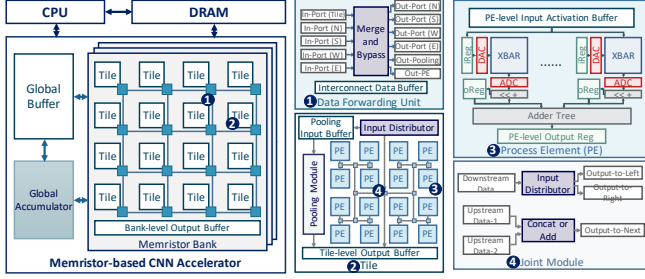 CPU
DRAM
Global
Buffer
Global
Accumulator
Tile Tile Tile Tile
1
Tile Tile Tile Tile
2
Tile Tile Tile Tile
Tile Tile Tile Tile
Bank-level Output Buffer
Memristor Bank
Memristor-based CNN Accelerator
In-Port (Tile)
In-Port (N)
In-Port (S)
In-Port (W)
In-Port (E)
Merge
and
Bypass
Out-Port (N)
Out-Port (S)
Out-Port (W)
Out-Port (E)
Out-Pooling
Out-PE
Interconnect Data Buffer
1 Data Forwarding Unit
Pooling
Input Buffer
Input Distributor
Pooling Module
PE PE PE PE
PE PE PE PE
4
3
PE PE PE PE
PE PE PE PE
Tile-level Output Buffer
2 Tile
PE-level Input Activation Buffer
iReg DAC XBAR
......
iReg DAC XBAR
ADC
oReg << +
ADC
oReg << +
Adder Tree
PE-level Output Reg
3 Process Element (PE)
Downstream
Data
Input
Distributor
Output-to-Left
Output-to-
Right
Upstream
Data-1
Upstream
Data-2
Concat or
Add
Output-to-Next
4 Joint Module